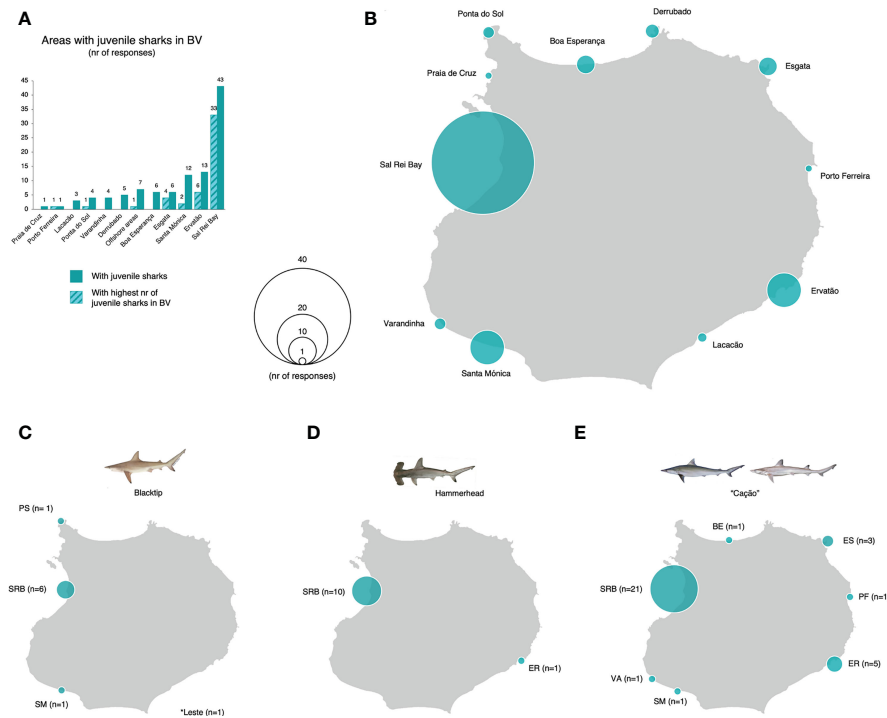 A
Areas with juvenile sharks in BV
(nr of responses)
45
40
35
30
25
20
15
10
5
0
1
1 1
3
1 4
4
5
1 7
6
4 6
2 12
6 13
33 43
Praia de Cruz
Porto Ferreira
Lacacão
Ponta do Sol
Varandinha
Derrubado
Offshore areas
Boa Esperança
Esgata
Santa Mónica
Ervatão
Sal Rei Bay
With juvenile sharks
With highest nr of
juvenile sharks in BV
40
20
10
1
(nr of responses)
B
Ponta do Sol
Derrubado
Boa Esperança
Esgata
Praia de Cruz
Sal Rei Bay
Porto Ferreira
Ervatão
Varandinha
Lacacão
Santa Mónica
C
Blacktip
PS (n= 1)
SRB (n=6)
SM (n=1)
*Leste (n=1)
D
Hammerhead
SRB (n=10)
ER (n=1)
E
"Cação"
BE (n=1)
ES (n=3)
SRB (n=21)
PF (n=1
ER (n=5)
VA (n=1)
SM (n=1)